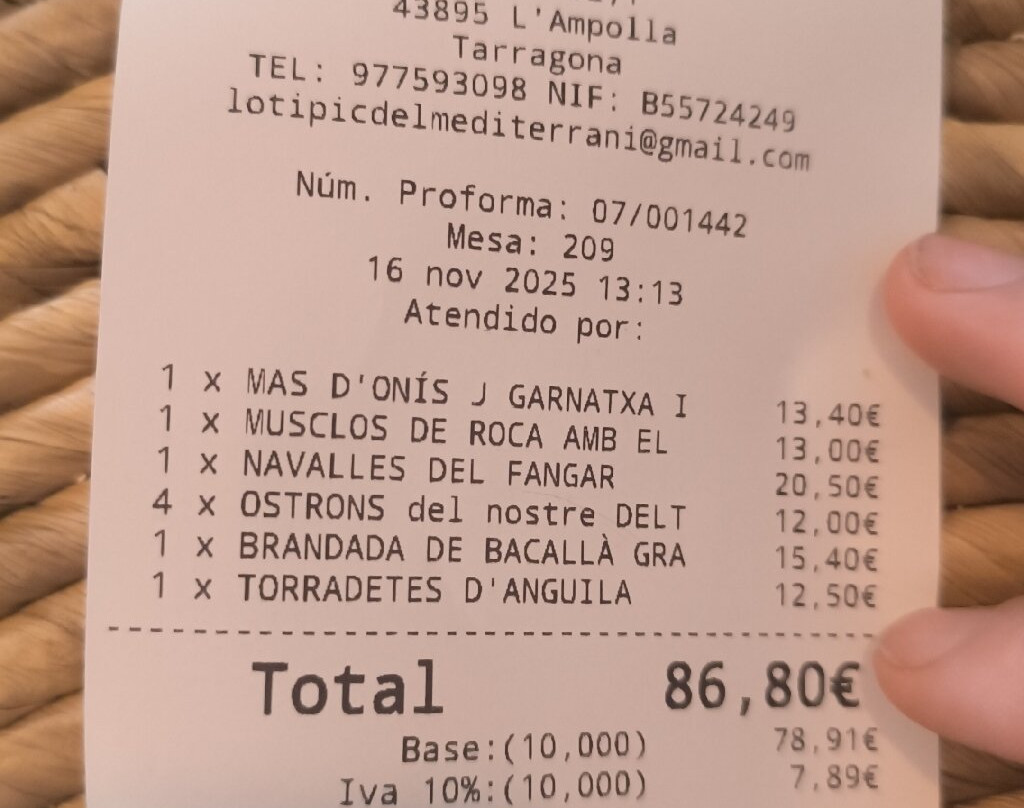 43895 L'Ampolla
Tarragona
TEL: 977593098 NIF: B55724249
lotipicdelmediterrani@gmail.com
Núm. Proforma: 07/001442
Mesa: 209
16 nov 2025 13:13
Atendido por:
1 x MAS D'ONÍS J GARNATXA I 13,40€
1 x MUSCLOS DE ROCA AMB EL 13,00€
1 x NAVALLES DEL FANGAR 20,50€
4 x OSTRONS del nostre DELT 12,00€
1 x BRANDADA DE BACALLÀ GRA 15,40€
1 x TORRADETES D'ANGUILA 12,50€
Total 86,80€
Base:(10,000) 78,91€
Iva 10%:(10,000) 7,89€